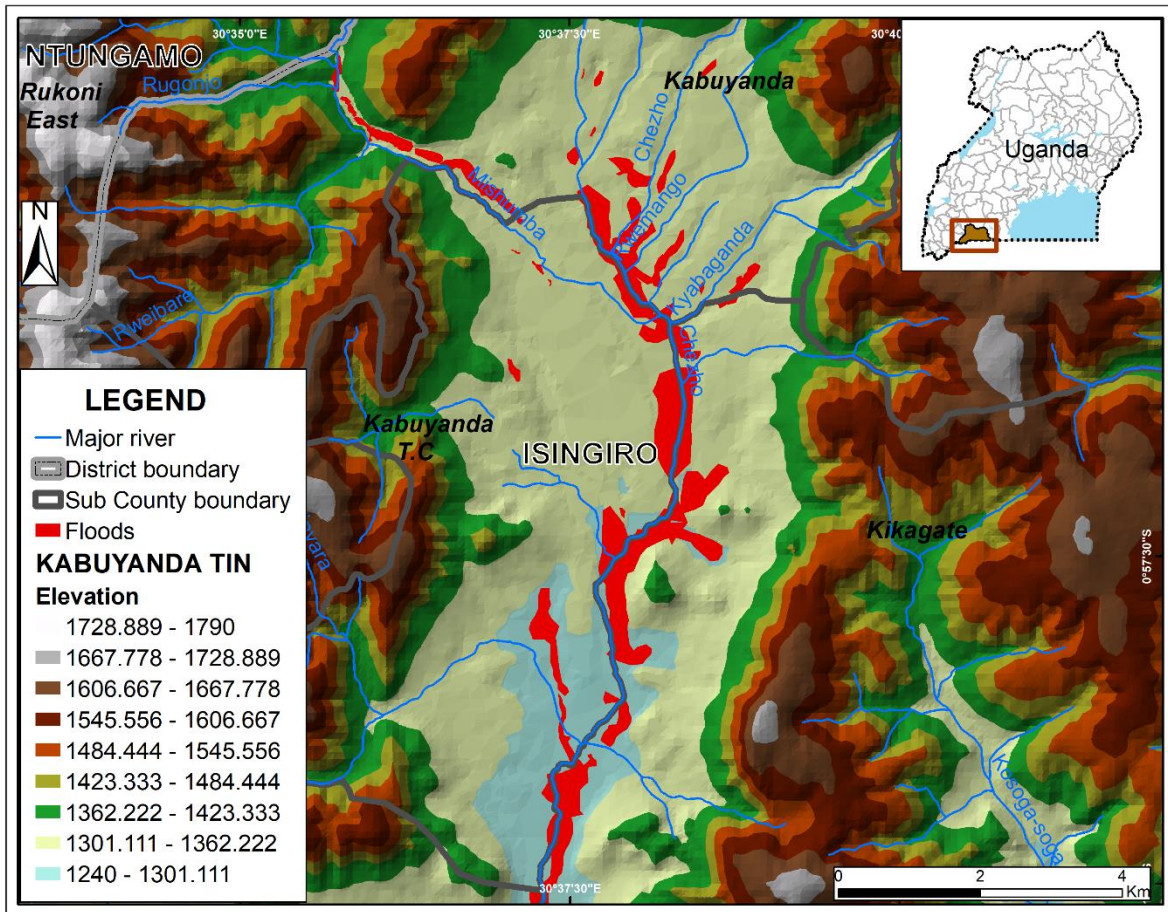 30°35'0"E
30°37'30"E
30°40
NTUNGAMO
Rukoni
East
Rugonjo
Kabuyanda
Chezho
Mishumba
Rwemango
Kyabaganda
Chezho
Rweibare
N
Uganda
Kabuyanda
T.C
ISINGIRO
Kikagate
0°57'30"S
Kosoga-soga
LEGEND
Major river
District boundary
Sub County boundary
Floods
KABUYANDA TIN
Elevation
1728.889 - 1790
1667.778 - 1728.889
1606.667 - 1667.778
1545.556 - 1606.667
1484.444 - 1545.556
1423.333 - 1484.444
1362.222 - 1423.333
1301.111 - 1362.222
1240 - 1301.111
30°37'30"E
0 2 4
Km